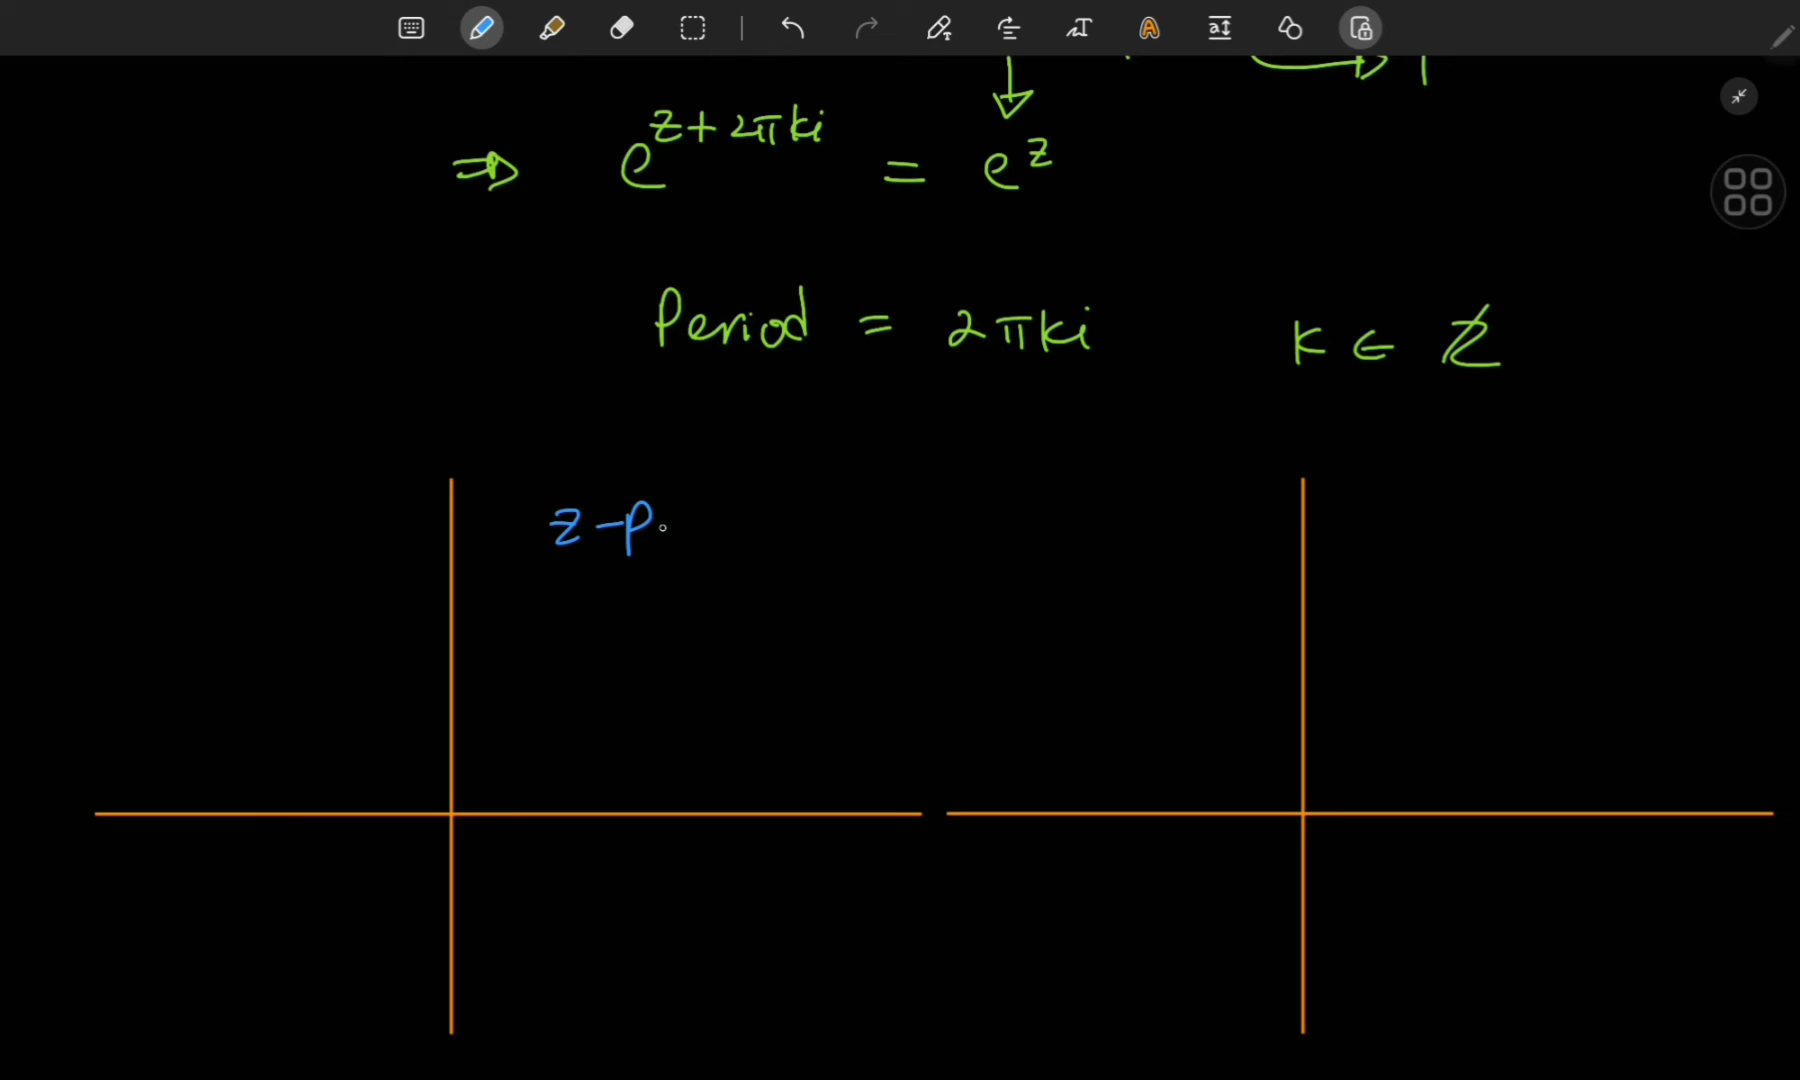 ⇒ e^{z+2πki} = e^z
Period = 2πki    k ∈ ℤ
z-p